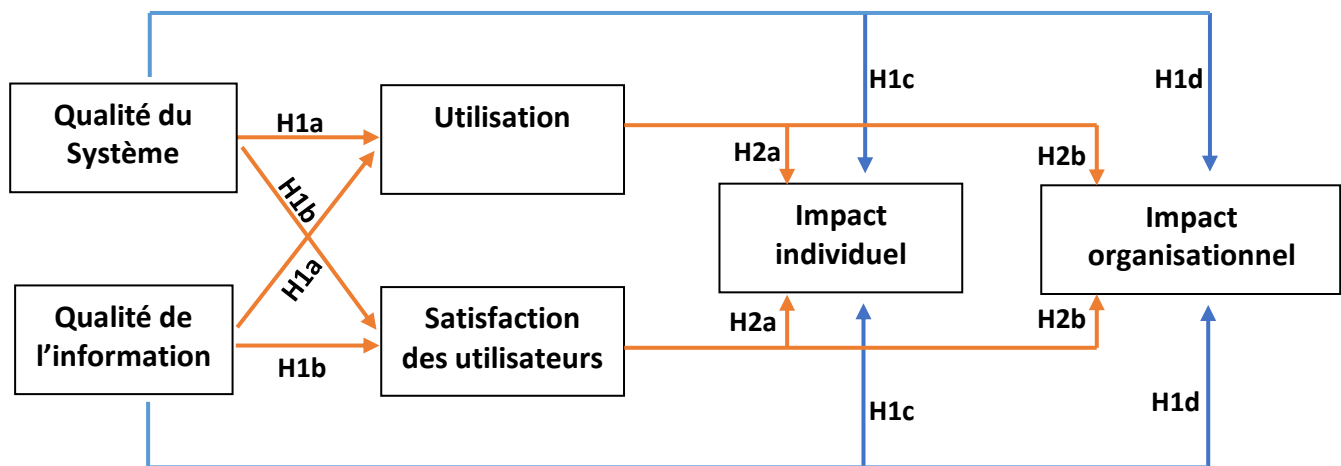 H1c
H1d
Qualité du
Système
H1a
Utilisation
H2a
H2b
H1b
Impact
individuel
Impact
organisationnel
H1a
Qualité de
l’information
H1b
Satisfaction
des utilisateurs
H2a
H2b
H1c
H1d